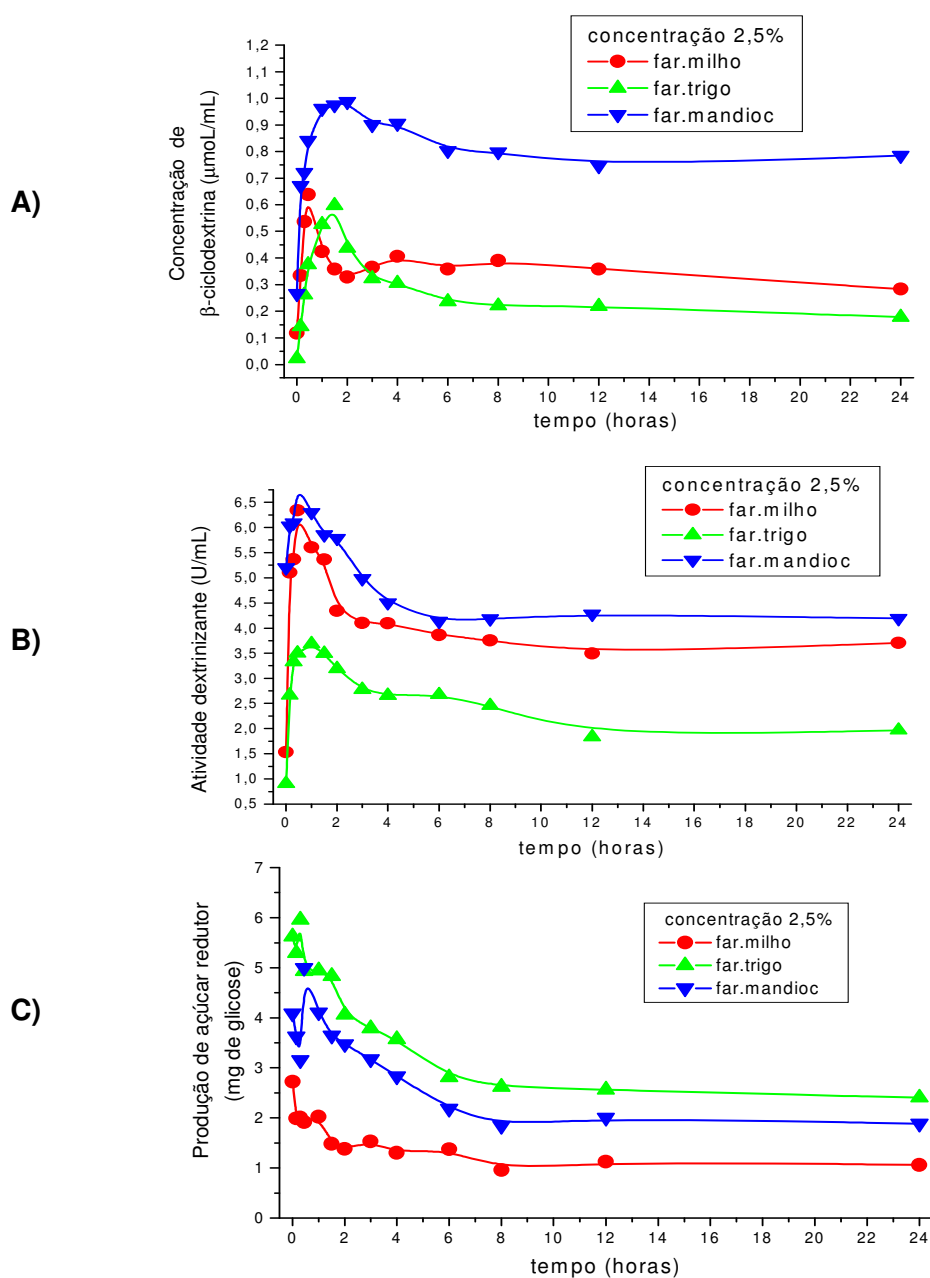 A)
Concentração de
β-ciclodextrina (μmoL/mL)
1,2
1,1
1,0
0,9
0,8
0,7
0,6
0,5
0,4
0,3
0,2
0,1
0,0
concentração 2,5%
far.milho
far.trigo
far.mandioc
0 2 4 6 8 10 12 14 16 18 20 22 24
tempo (horas)
B)
Atividade dextrinizante (U/mL)
6,5
6,0
5,5
5,0
4,5
4,0
3,5
3,0
2,5
2,0
1,5
1,0
0,5
concentração 2,5%
far.milho
far.trigo
far.mandioc
0 2 4 6 8 10 12 14 16 18 20 22 24
tempo (horas)
C)
Produção de açúcar redutor
(mg de glicose)
7
6
5
4
3
2
1
0
concentração 2,5%
far.milho
far.trigo
far.mandioc
0 2 4 6 8 10 12 14 16 18 20 22 24
tempo (horas)